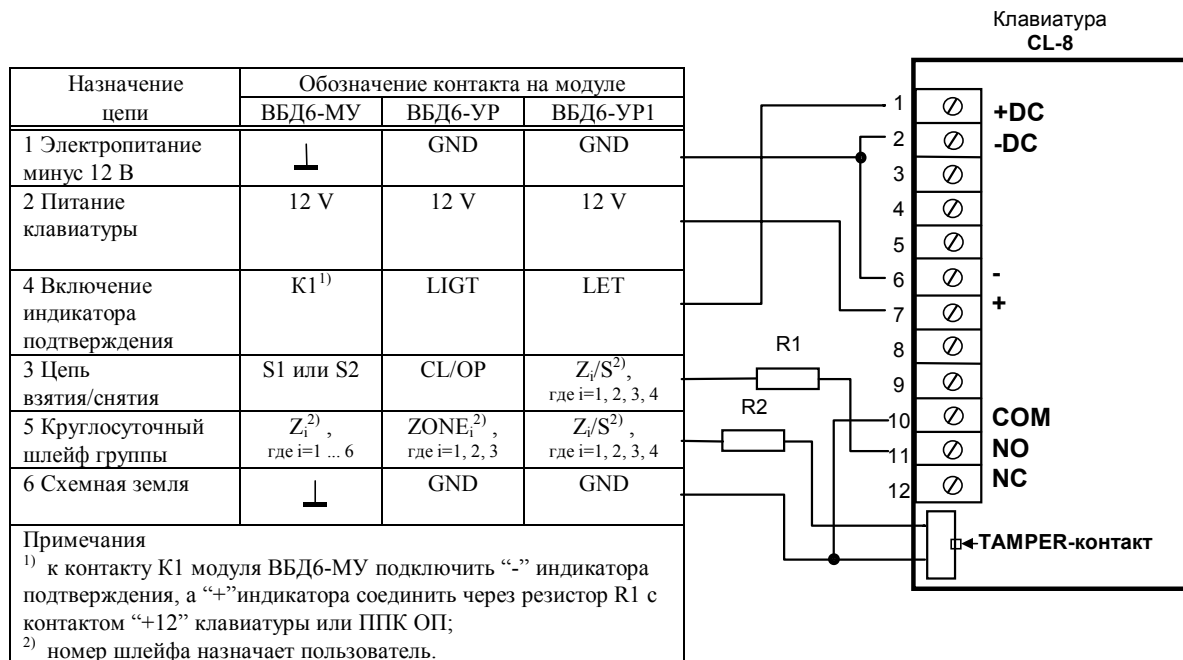 Клавиатура
CL-8
Назначение цепи
Обозначение контакта на модуле
ВБД6-МУ ВБД6-УР ВБД6-УР1
1 Электропитание минус 12 В
GND GND
2 Питание клавиатуры
12 V 12 V 12 V
4 Включение индикатора подтверждения
К1¹⁾ LIGT LET
3 Цепь взятия/снятия
S1 или S2 CL/OP Zi/S²⁾, где i=1, 2, 3, 4
5 Круглосуточный шлейф группы
Zi²⁾ , где i=1 ... 6 ZONEi²⁾ , где i=1, 2, 3 Zi/S²⁾ , где i=1, 2, 3, 4
6 Схемная земля
GND GND
Примечания
¹⁾ к контакту К1 модуля ВБД6-МУ подключить “-” индикатора
подтверждения, а “+”индикатора соединить через резистор R1 с
контактом “+12” клавиатуры или ППК ОП;
²⁾ номер шлейфа назначает пользователь.
R1
R2
1 +DC
2 -DC
3
4
5
6 -
7 +
8
9
10 COM
11 NO
12 NC
TAMPER-контакт